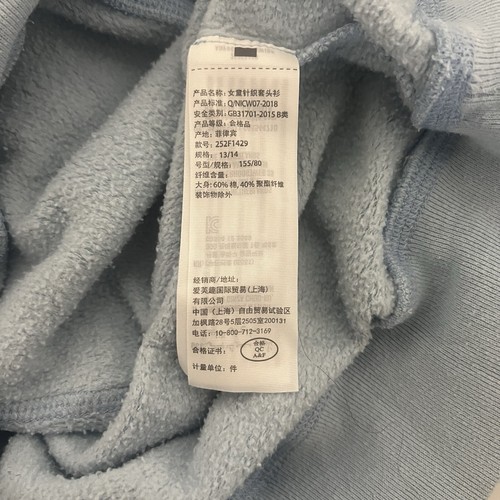 产品名称: 女童针织套头衫
产品标准: Q/NICW07-2018
安全类别: GB31701-2015 B类
产品等级: 合格品
产地: 菲律宾
款号: 252F1429
规格: 13/14
号型/规格: 155/80
纤维含量:
大身: 60% 棉, 40% 聚酯纤维
装饰物除外
经销商/地址:
爱芙趣国际贸易(上海)
有限公司
中国 (上海) 自由贸易试验区
加枫路28号5层2505室200131
电话: 10-800-712-3169
合格证书:
合格
QC
A&F
计量单位: 件